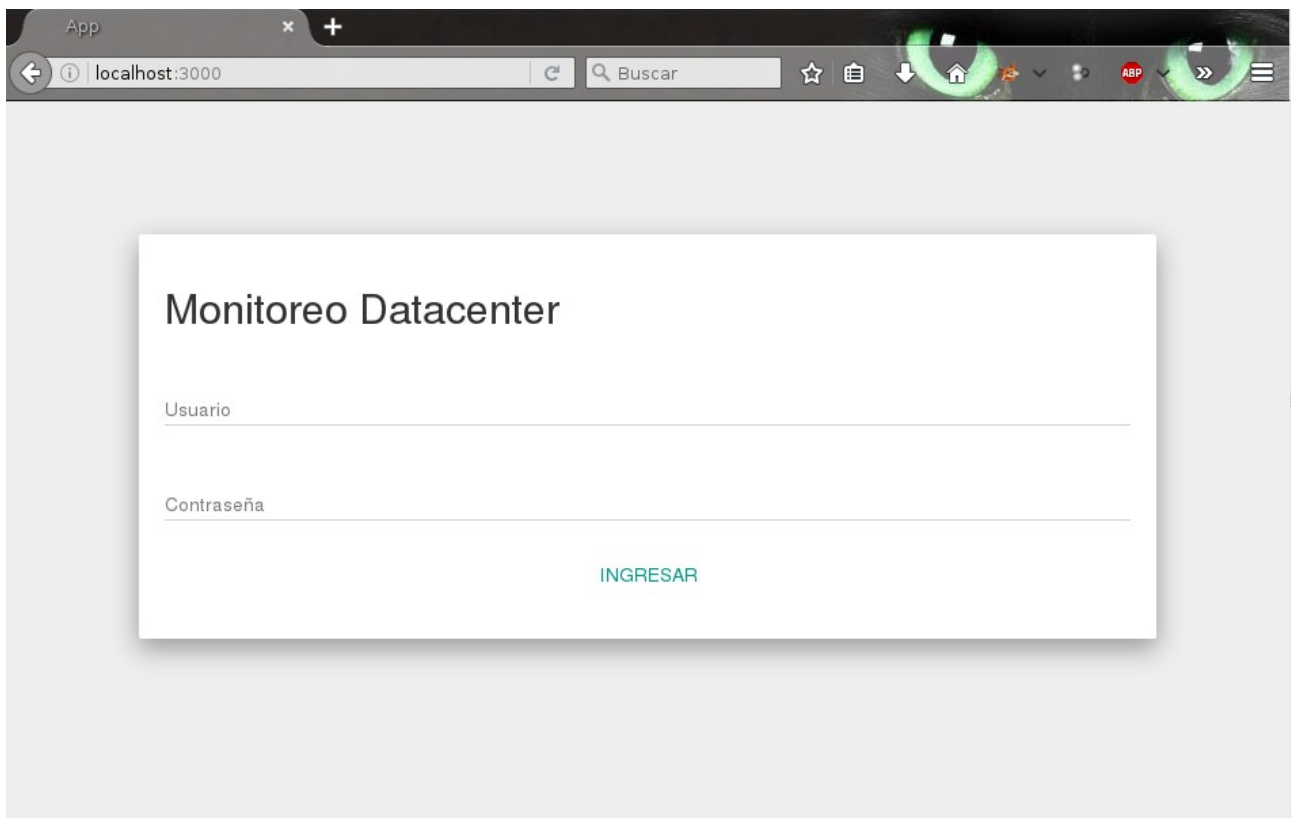 App
localhost:3000
Buscar
ABP
Monitoreo Datacenter
Usuario
Contraseña
INGRESAR